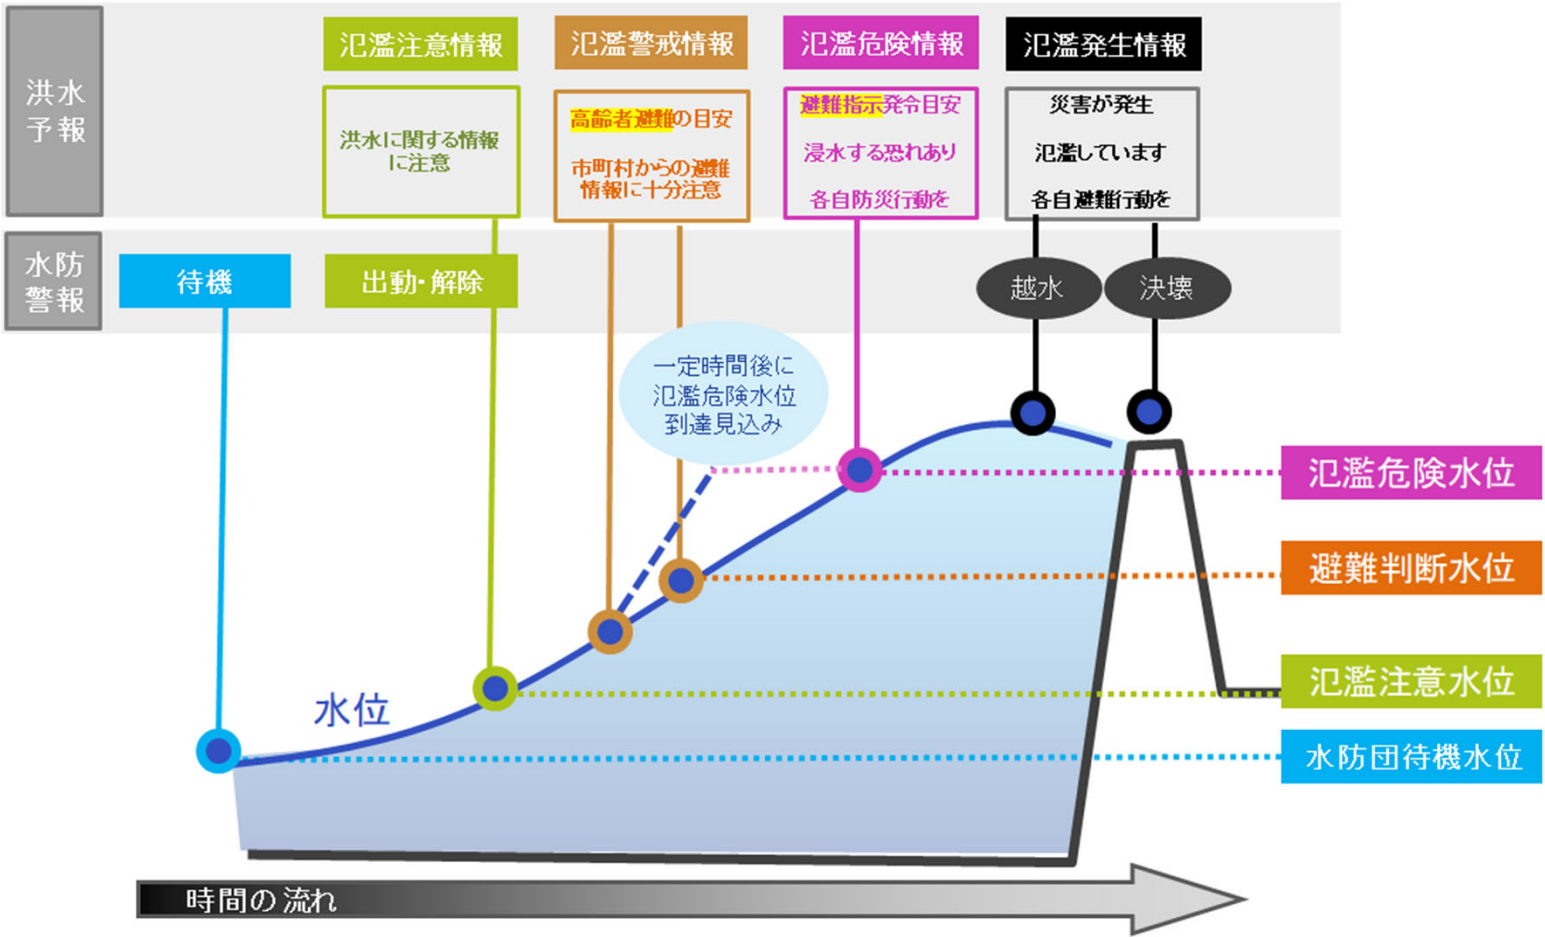 洪水
予報
氾濫注意情報
洪水に関する情報
に注意
氾濫警戒情報
高齢者避難の目安
市町村からの避難
情報に十分注意
氾濫危険情報
避難指示発令目安
浸水する恐れあり
各自防災行動を
氾濫発生情報
災害が発生
氾濫しています
各自避難行動を
水防
警報
待機
出動・解除
越水
決壊
一定時間後に
氾濫危険水位
到達見込み
氾濫危険水位
避難判断水位
氾濫注意水位
水防団待機水位
水位
時間の流れ